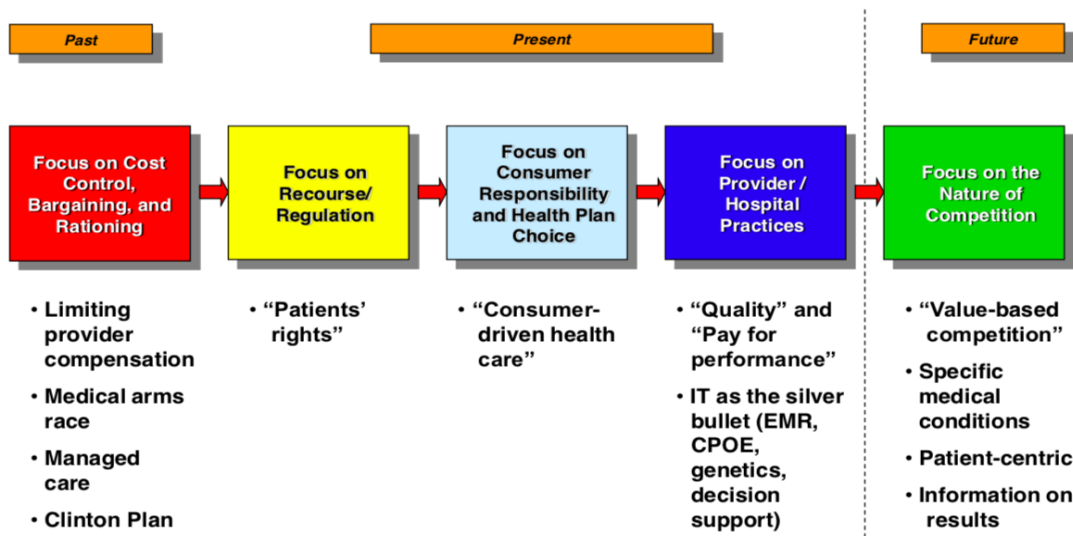 Past
Present
Future
Focus on Cost
Control,
Bargaining, and
Rationing
Focus on
Recourse/
Regulation
Focus on
Consumer
Responsibility
and Health Plan
Choice
Focus on
Provider /
Hospital
Practices
Focus on the
Nature of
Competition
• Limiting
provider
compensation
• Medical arms
race
• Managed
care
• Clinton Plan
• “Patients’
rights”
• “Consumer-
driven health
care”
• “Quality” and
“Pay for
performance”
• IT as the silver
bullet (EMR,
CPOE,
genetics,
decision
support)
• “Value-based
competition”
• Specific
medical
conditions
• Patient-centric
• Information on
results